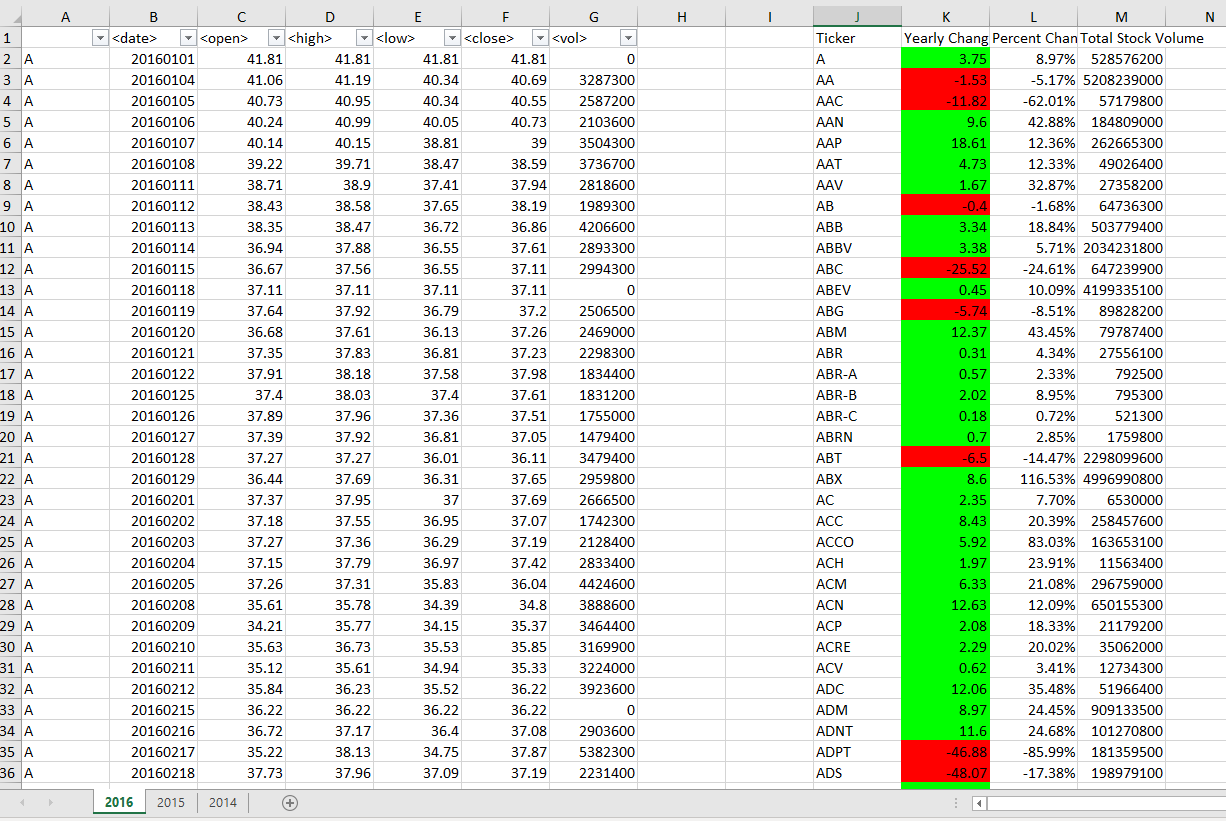 A B C D E F G H I J K L M N
1 <date> <open> <high> <low> <close> <vol> Ticker Yearly Chang Percent Chan Total Stock Volume
2 A 20160101 41.81 41.81 41.81 41.81 0 A 3.75 8.97% 528576200
3 A 20160104 41.06 41.19 40.34 40.69 3287300 AA -1.53 -5.17% 5208239000
4 A 20160105 40.73 40.95 40.34 40.55 2587200 AAC -11.82 -62.01% 57179800
5 A 20160106 40.24 40.99 40.05 40.73 2103600 AAN 9.6 42.88% 184809000
6 A 20160107 40.14 40.15 38.81 39 3504300 AAP 18.61 12.36% 262665300
7 A 20160108 39.22 39.71 38.47 38.59 3736700 AAT 4.73 12.33% 49026400
8 A 20160111 38.71 38.9 37.41 37.94 2818600 AAV 1.67 32.87% 27358200
9 A 20160112 38.43 38.58 37.65 38.19 1989300 AB -0.4 -1.68% 64736300
10 A 20160113 38.35 38.47 36.72 36.86 4206600 ABB 3.34 18.84% 503779400
11 A 20160114 36.94 37.88 36.55 37.61 2893300 ABBV 3.38 5.71% 2034231800
12 A 20160115 36.67 37.56 36.55 37.11 2994300 ABC -25.52 -24.61% 647239900
13 A 20160118 37.11 37.11 37.11 37.11 0 ABEV 0.45 10.09% 4199335100
14 A 20160119 37.64 37.92 36.79 37.2 2506500 ABG -5.74 -8.51% 89828200
15 A 20160120 36.68 37.61 36.13 37.26 2469000 ABM 12.37 43.45% 79787400
16 A 20160121 37.35 37.83 36.81 37.23 2298300 ABR 0.31 4.34% 27556100
17 A 20160122 37.91 38.18 37.58 37.98 1834400 ABR-A 0.57 2.33% 792500
18 A 20160125 37.4 38.03 37.4 37.61 1831200 ABR-B 2.02 8.95% 795300
19 A 20160126 37.89 37.96 37.36 37.51 1755000 ABR-C 0.18 0.72% 521300
20 A 20160127 37.39 37.92 36.81 37.05 1479400 ABRN 0.7 2.85% 1759800
21 A 20160128 37.27 37.27 36.01 36.11 3479400 ABT -6.5 -14.47% 2298099600
22 A 20160129 36.44 37.69 36.31 37.65 2959800 ABX 8.6 116.53% 4996990800
23 A 20160201 37.37 37.95 37 37.69 2666500 AC 2.35 7.70% 6530000
24 A 20160202 37.18 37.55 36.95 37.07 1742300 ACC 8.43 20.39% 258457600
25 A 20160203 37.27 37.36 36.29 37.19 2128400 ACCO 5.92 83.03% 163653100
26 A 20160204 37.15 37.79 36.97 37.42 2833400 ACH 1.97 23.91% 11563400
27 A 20160205 37.26 37.31 35.83 36.04 4424600 ACM 6.33 21.08% 296759000
28 A 20160208 35.61 35.78 34.39 34.8 3888600 ACN 12.63 12.09% 650155300
29 A 20160209 34.21 35.77 34.15 35.37 3464400 ACP 2.08 18.33% 21179200
30 A 20160210 35.63 36.73 35.53 35.85 3169900 ACRE 2.29 20.02% 35062000
31 A 20160211 35.12 35.61 34.94 35.33 3224000 ACV 0.62 3.41% 12734300
32 A 20160212 35.84 36.23 35.52 36.22 3923600 ADC 12.06 35.48% 51966400
33 A 20160215 36.22 36.22 36.22 36.22 0 ADM 8.97 24.45% 909133500
34 A 20160216 36.72 37.17 36.4 37.08 2903600 ADNT 11.6 24.68% 101270800
35 A 20160217 35.22 38.13 34.75 37.87 5382300 ADPT -46.88 -85.99% 181359500
36 A 20160218 37.73 37.96 37.09 37.19 2231400 ADS -48.07 -17.38% 198979100
2016 2015 2014